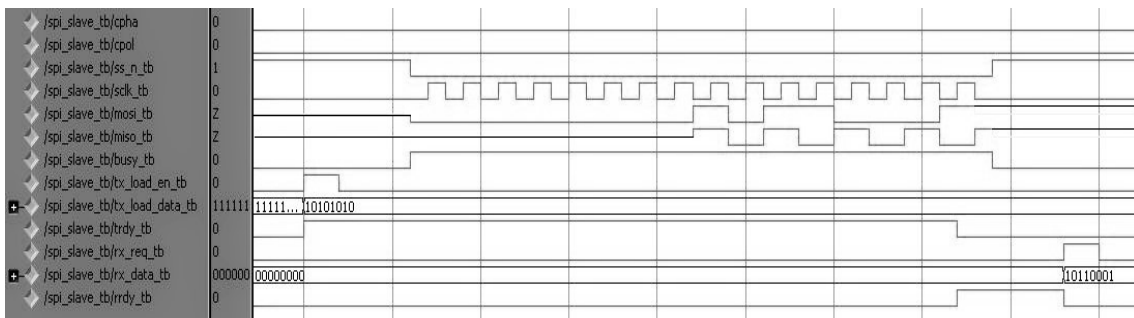 /spi_slave_tb/cpha 0
/spi_slave_tb/cpol 0
/spi_slave_tb/ss_n_tb 1
/spi_slave_tb/sclk_tb 0
/spi_slave_tb/mosi_tb Z
/spi_slave_tb/miso_tb Z
/spi_slave_tb/busy_tb 0
/spi_slave_tb/tx_load_en_tb 0
/spi_slave_tb/tx_load_data_tb 111111 11111... 10101010
/spi_slave_tb/trdy_tb 0
/spi_slave_tb/rx_req_tb 0
/spi_slave_tb/rx_data_tb 000000 00000000 10110001
/spi_slave_tb/rrdy_tb 0